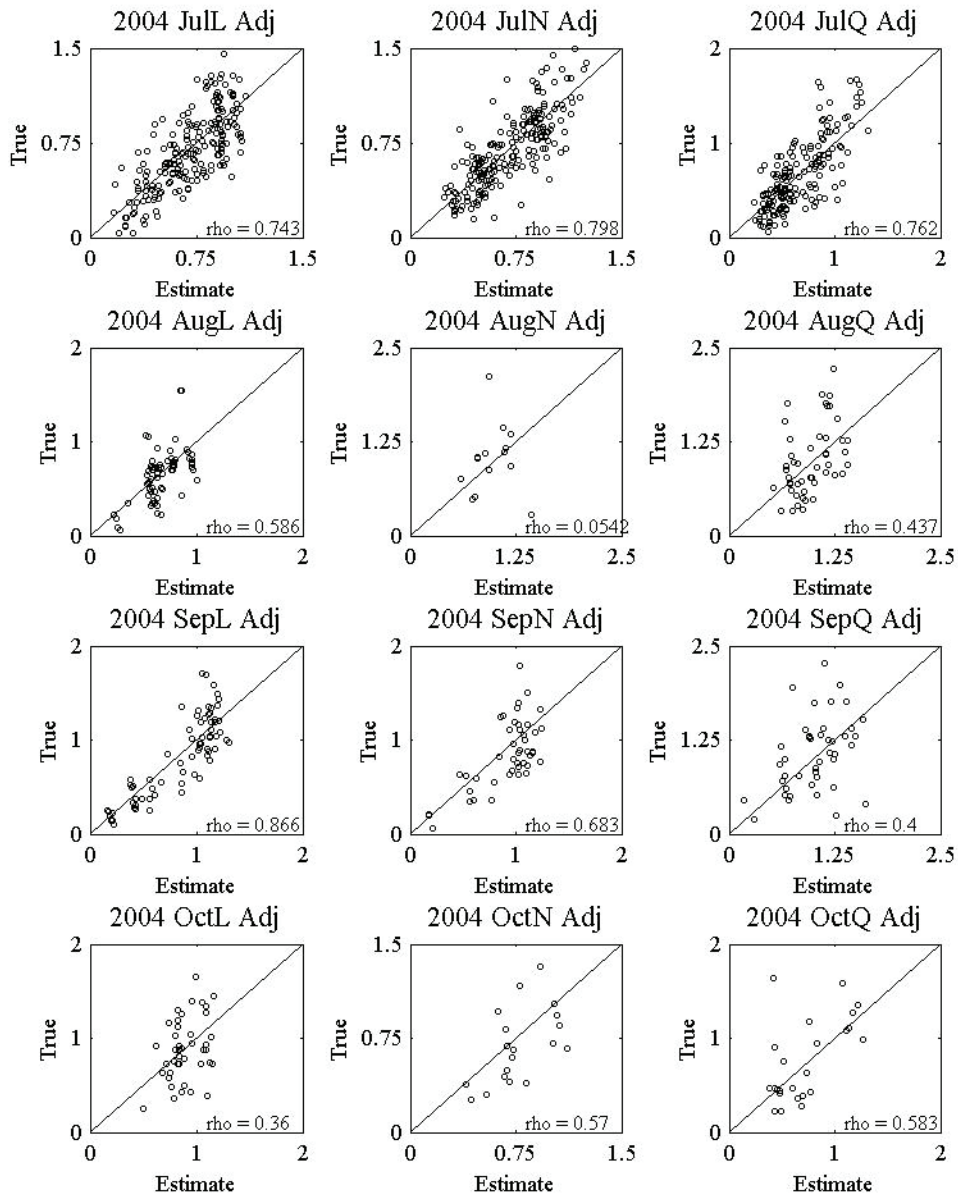 2004 JulL Adj
1.5
True
0.75
rho = 0.743
0
0 0.75 1.5
Estimate
2004 JulN Adj
1.5
True
0.75
rho = 0.798
0
0 0.75 1.5
Estimate
2004 JulQ Adj
2
True
1
rho = 0.762
0
0 1 2
Estimate
2004 AugL Adj
2
True
1
rho = 0.586
0
0 1 2
Estimate
2004 AugN Adj
2.5
True
1.25
rho = 0.0542
0
0 1.25 2.5
Estimate
2004 AugQ Adj
2.5
True
1.25
rho = 0.437
0
0 1.25 2.5
Estimate
2004 SepL Adj
2
True
1
rho = 0.866
0
0 1 2
Estimate
2004 SepN Adj
2
True
1
rho = 0.683
0
0 1 2
Estimate
2004 SepQ Adj
2.5
True
1.25
rho = 0.4
0
0 1.25 2.5
Estimate
2004 OctL Adj
2
True
1
rho = 0.36
0
0 1 2
Estimate
2004 OctN Adj
1.5
True
0.75
rho = 0.57
0
0 0.75 1.5
Estimate
2004 OctQ Adj
2
True
1
rho = 0.583
0
0 1 2
Estimate